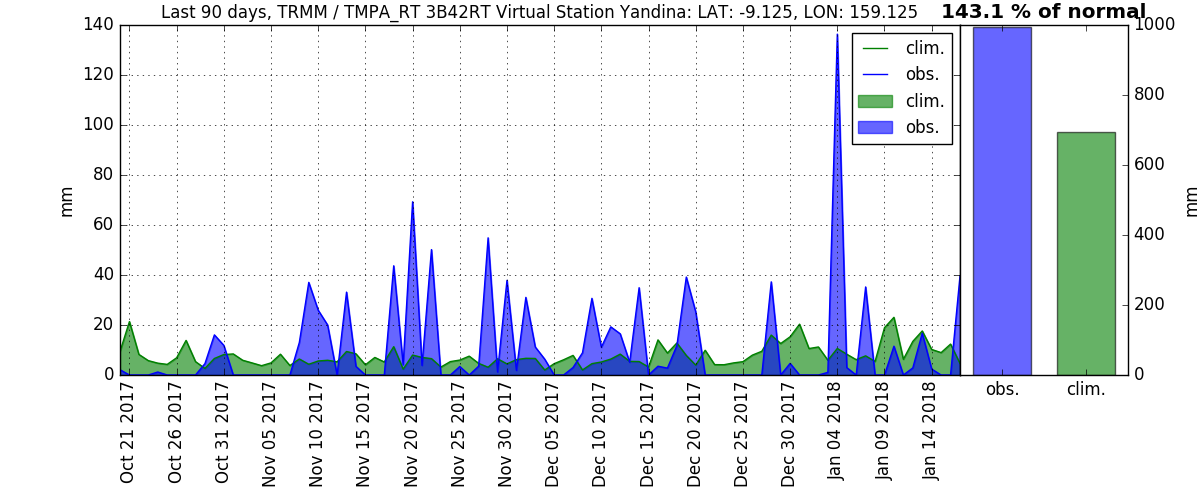 Last 90 days, TRMM / TMPA_RT 3B42RT Virtual Station Yandina: LAT: -9.125, LON: 159.125
143.1 % of normal
140
120
100
80
60
40
20
0
mm
clim.
obs.
clim.
obs.
1000
800
600
400
200
0
mm
obs.
clim.
Oct 21 2017
Oct 26 2017
Oct 31 2017
Nov 05 2017
Nov 10 2017
Nov 15 2017
Nov 20 2017
Nov 25 2017
Nov 30 2017
Dec 05 2017
Dec 10 2017
Dec 15 2017
Dec 20 2017
Dec 25 2017
Dec 30 2017
Jan 04 2018
Jan 09 2018
Jan 14 2018